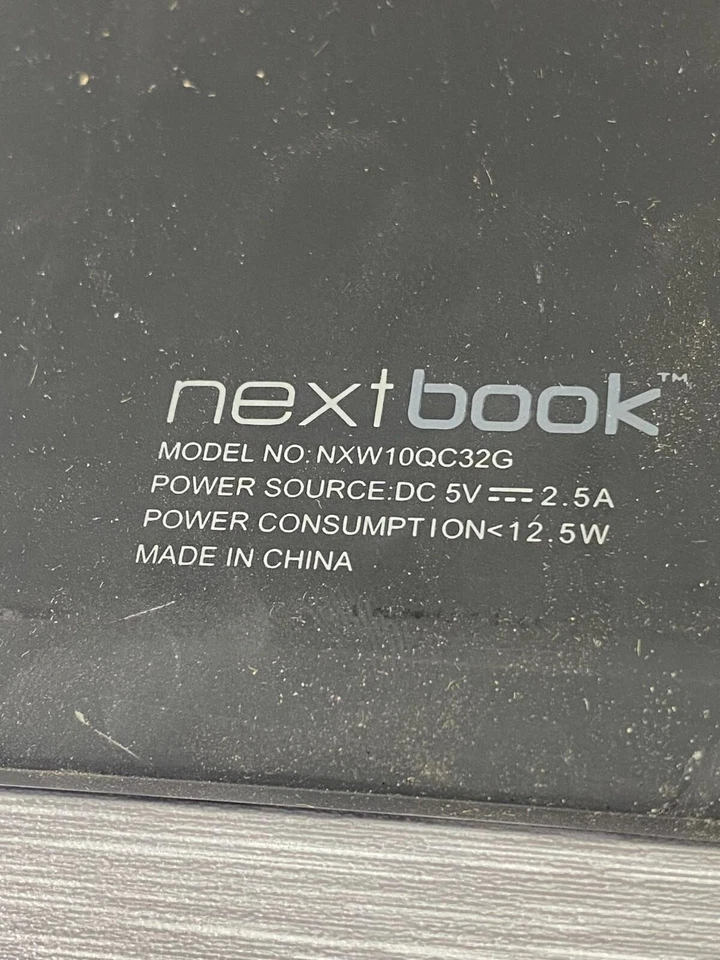 nextbook™
MODEL NO:NXW10QC32G
POWER SOURCE:DC 5V ⎓ 2.5A
POWER CONSUMPTION<12.5W
MADE IN CHINA